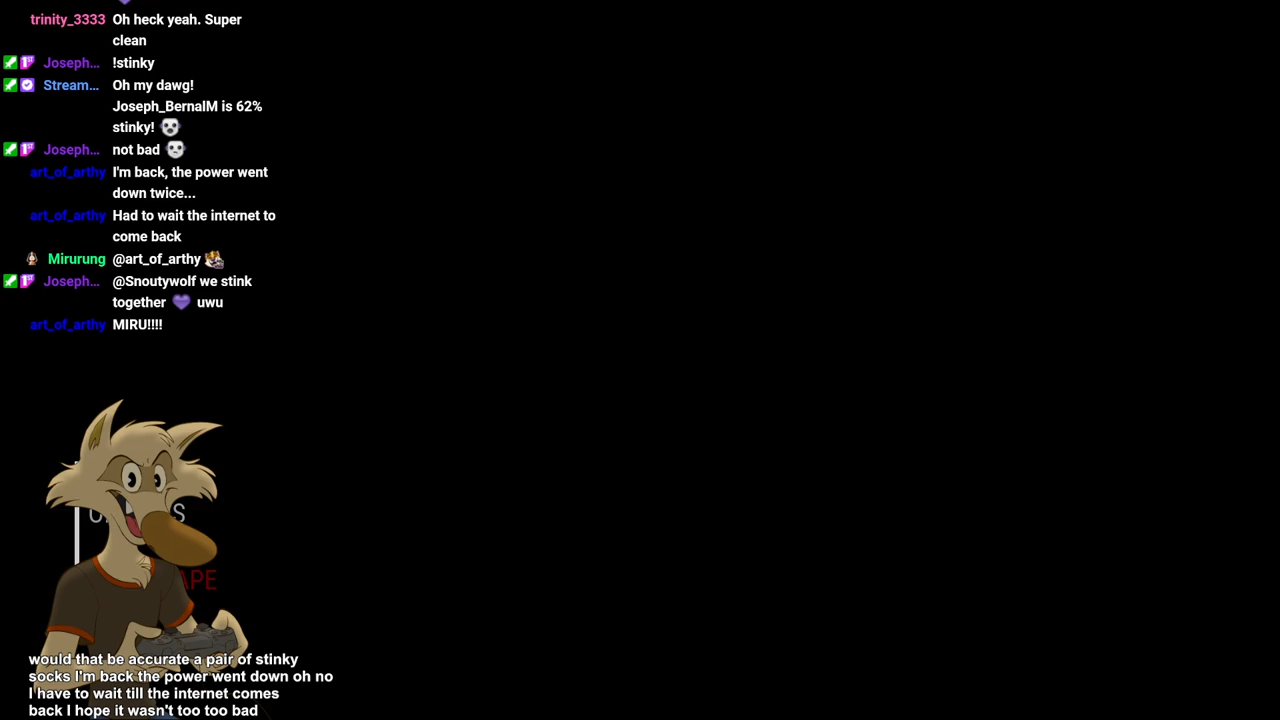 trinity_3333 Oh heck yeah. Super
clean
Joseph... !stinky
Stream... Oh my dawg!
Joseph_BernalM is 62%
stinky!
Joseph... not bad
art_of_arthy I'm back, the power went
down twice...
art_of_arthy Had to wait the internet to
come back
Mirurung @art_of_arthy
Joseph... @Snoutywolf we stink
together uwu
art_of_arthy MIRU!!!!
would that be accurate a pair of stinky
socks I'm back the power went down oh no
I have to wait till the internet comes
back I hope it wasn't too too bad